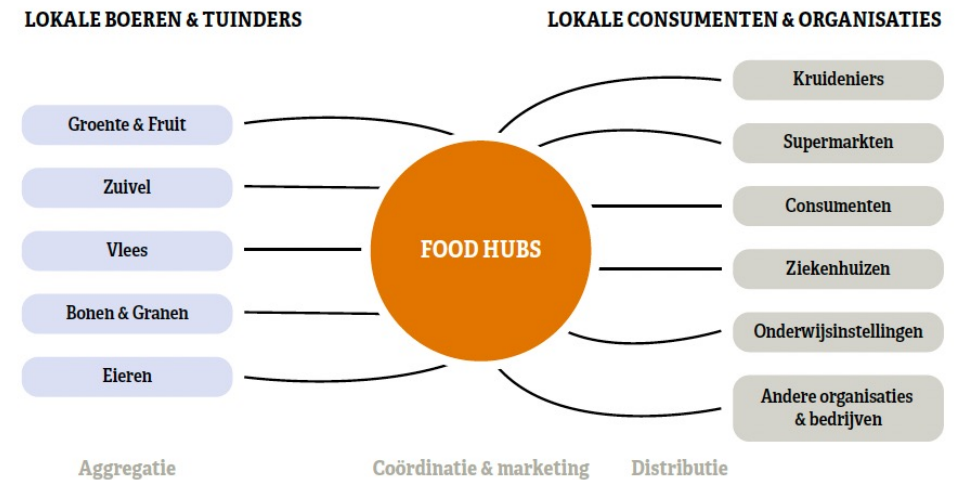 LOKALE BOEREN & TUINDERS
LOKALE CONSUMENTEN & ORGANISATIES
Groente & Fruit
Zuivel
Vlees
Bonen & Granen
Eieren
FOOD HUBS
Kruideniers
Supermarkten
Consumenten
Ziekenhuizen
Onderwijsinstellingen
Andere organisaties
& bedrijven
Aggregatie
Coördinatie & marketing
Distributie